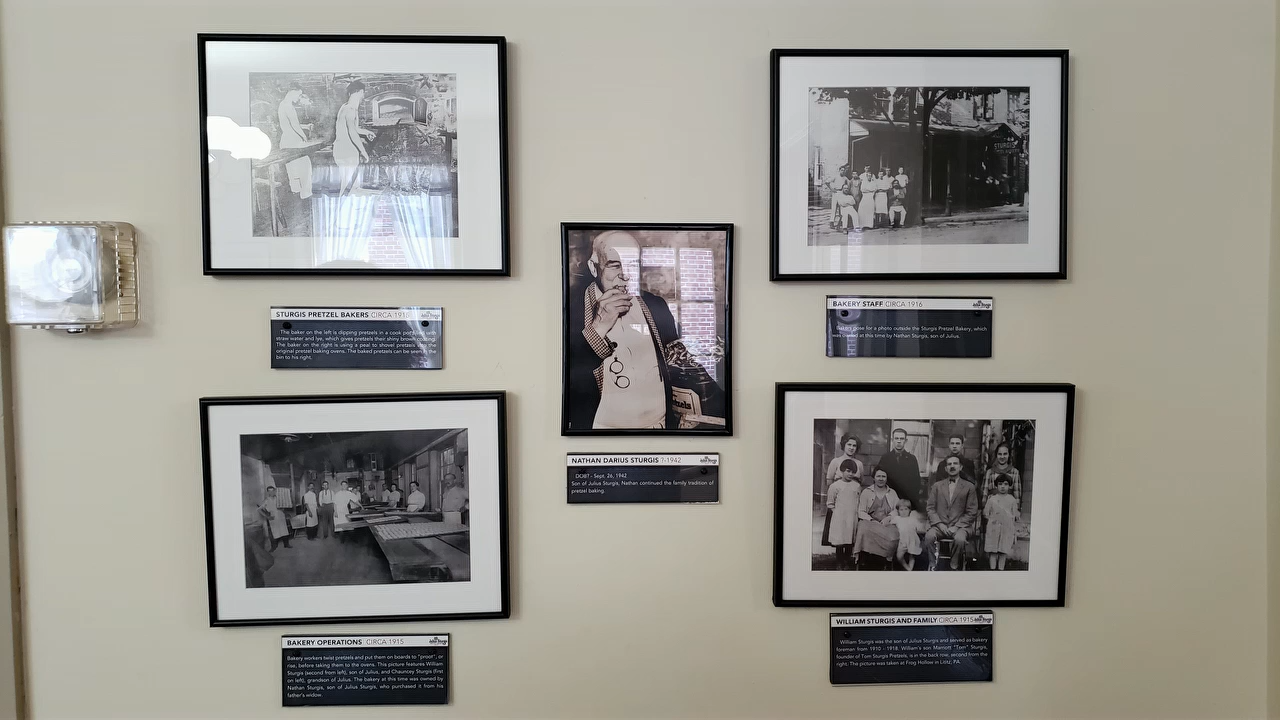 STURGIS PRETZEL BAKERS CIRCA 191
The baker on the left is dipping pretzels in a cook pot filled with
straw water and lye, which gives pretzels their shiny brown coating.
The baker on the right is using a peal to shovel pretzels into the
original pretzel baking ovens. The baked pretzels can be seen in the
bin to his right.
BAKERY STAFF CIRCA 1916
Julius Sturgis
Bakers pose for a photo outside the Sturgis Pretzel Bakery, which
was owned at this time by Nathan Sturgis, son of Julius.
STURGIS
NATHAN DARIUS STURGIS ?-1942
Julius Sturgis
DOB? - Sept. 26, 1942
Son of Julius Sturgis, Nathan continued the family tradition of
pretzel baking.
BAKERY OPERATIONS CIRCA 1915
Julius Sturgis
Bakery workers twist pretzels and put them on boards to "proof", or
rise, before taking them to the ovens. This picture features William
Sturgis (second from left), son of Julius, and Chauncey Sturgis (first
on left), grandson of Julius. The bakery at this time was owned by
Nathan Sturgis, son of Julius Sturgis, who purchased it from his
father's widow.
WILLIAM STURGIS AND FAMILY CIRCA 1915
William Sturgis was the son of Julius Sturgis and served as bakery
foreman from 1910 - 1918. William's son Marriott "Tom" Sturgis,
founder of Tom Sturgis Pretzels, is in the back row, second from the
right. The picture was taken at Frog Hollow in Lititz, PA.